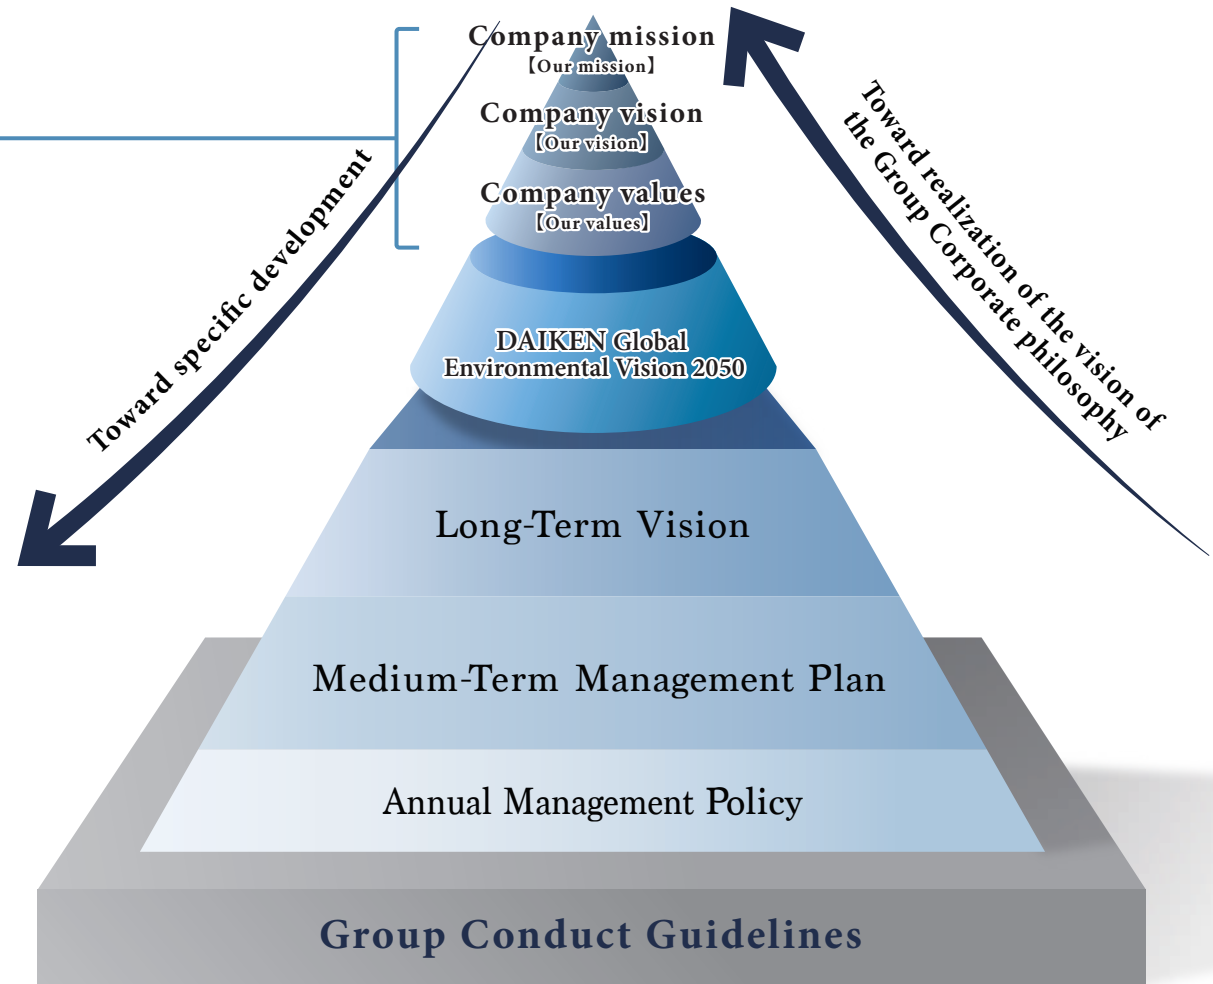 Company mission
【Our mission】
Company vision
【Our vision】
Company values
【Our values】
Toward specific development
Toward realization of the vision of
the Group Corporate philosophy
DAIKEN Global
Environmental Vision 2050
Long-Term Vision
Medium-Term Management Plan
Annual Management Policy
Group Conduct Guidelines